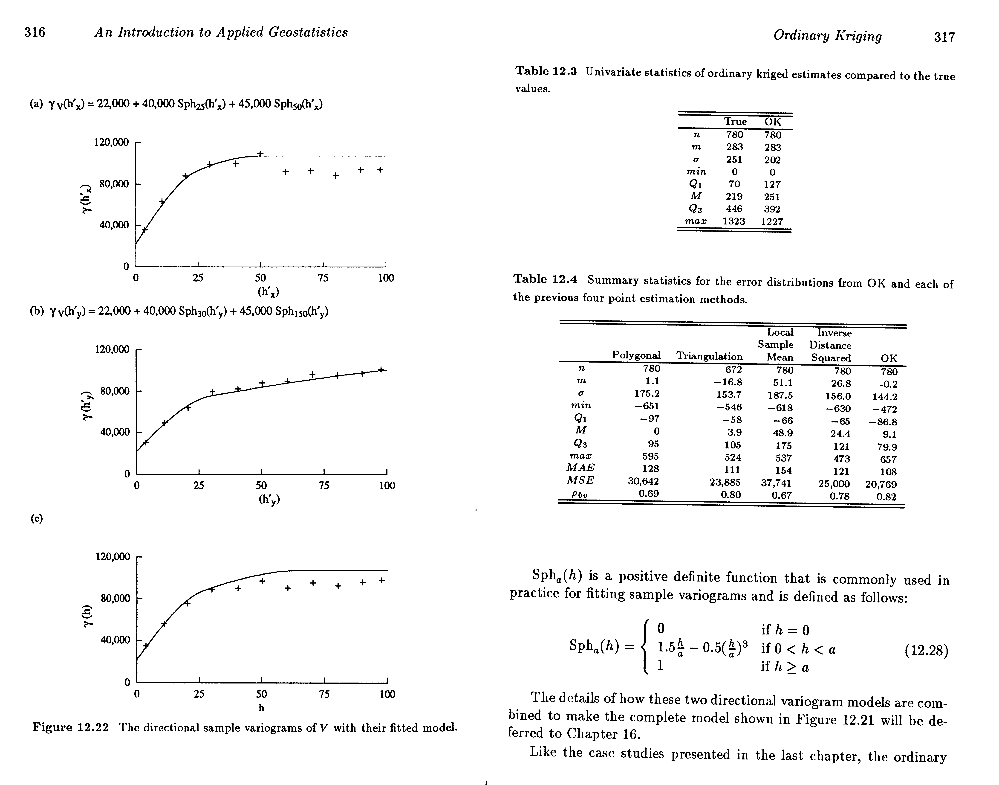 316 An Introduction to Applied Geostatistics
(a) γ V(h′x) = 22,000 + 40,000 Sph25(h′x) + 45,000 Sph50(h′x)
120,000
80,000
40,000
0
γ (h′x)
0 25 50 75 100
(h′x)
(b) γ V(h′y) = 22,000 + 40,000 Sph30(h′y) + 45,000 Sph150(h′y)
120,000
80,000
40,000
0
γ (h′y)
0 25 50 75 100
(h′y)
(c)
120,000
80,000
40,000
0
γ (h)
0 25 50 75 100
h
Figure 12.22 The directional sample variograms of V with their fitted model.
Ordinary Kriging 317
Table 12.3 Univariate statistics of ordinary kriged estimates compared to the true
values.
True OK
n 780 780
m 283 283
σ 251 202
min 0 0
Q1 70 127
M 219 251
Q3 446 392
max 1323 1227
Table 12.4 Summary statistics for the error distributions from OK and each of
the previous four point estimation methods.
Local Inverse
Sample Distance
Polygonal Triangulation Mean Squared OK
n 780 672 780 780 780
m 1.1 −16.8 51.1 26.8 -0.2
σ 175.2 153.7 187.5 156.0 144.2
min −651 −546 −618 −630 −472
Q1 −97 −58 −66 −65 −86.8
M 0 3.9 48.9 24.4 9.1
Q3 95 105 175 121 79.9
max 595 524 537 473 657
MAE 128 111 154 121 108
MSE 30,642 23,885 37,741 25,000 20,769
ρv̂v 0.69 0.80 0.67 0.78 0.82
Spha(h) is a positive definite function that is commonly used in
practice for fitting sample variograms and is defined as follows:
0 if h = 0
Spha(h) = { 1.5 h/a − 0.5(h/a)³ if 0 < h < a (12.28)
1 if h ≥ a
The details of how these two directional variogram models are com-
bined to make the complete model shown in Figure 12.21 will be de-
ferred to Chapter 16.
Like the case studies presented in the last chapter, the ordinary